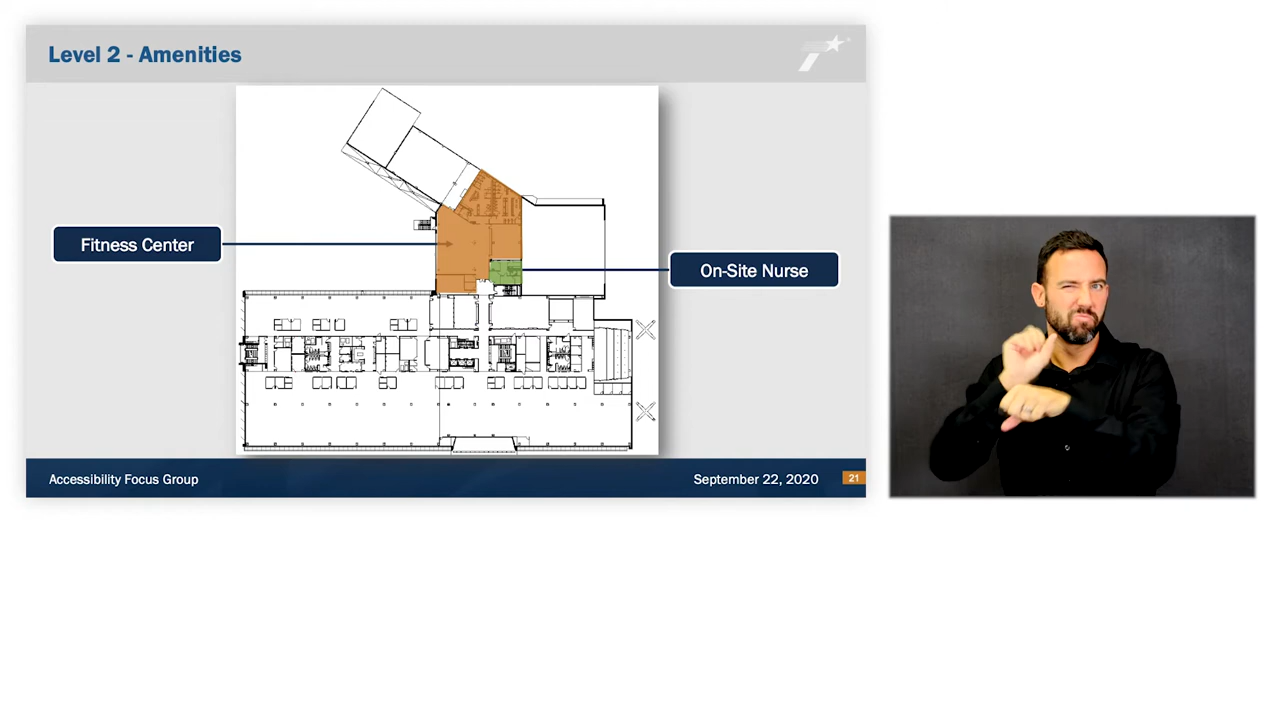 Level 2 - Amenities
Fitness Center
On-Site Nurse
Accessibility Focus Group
September 22, 2020
21